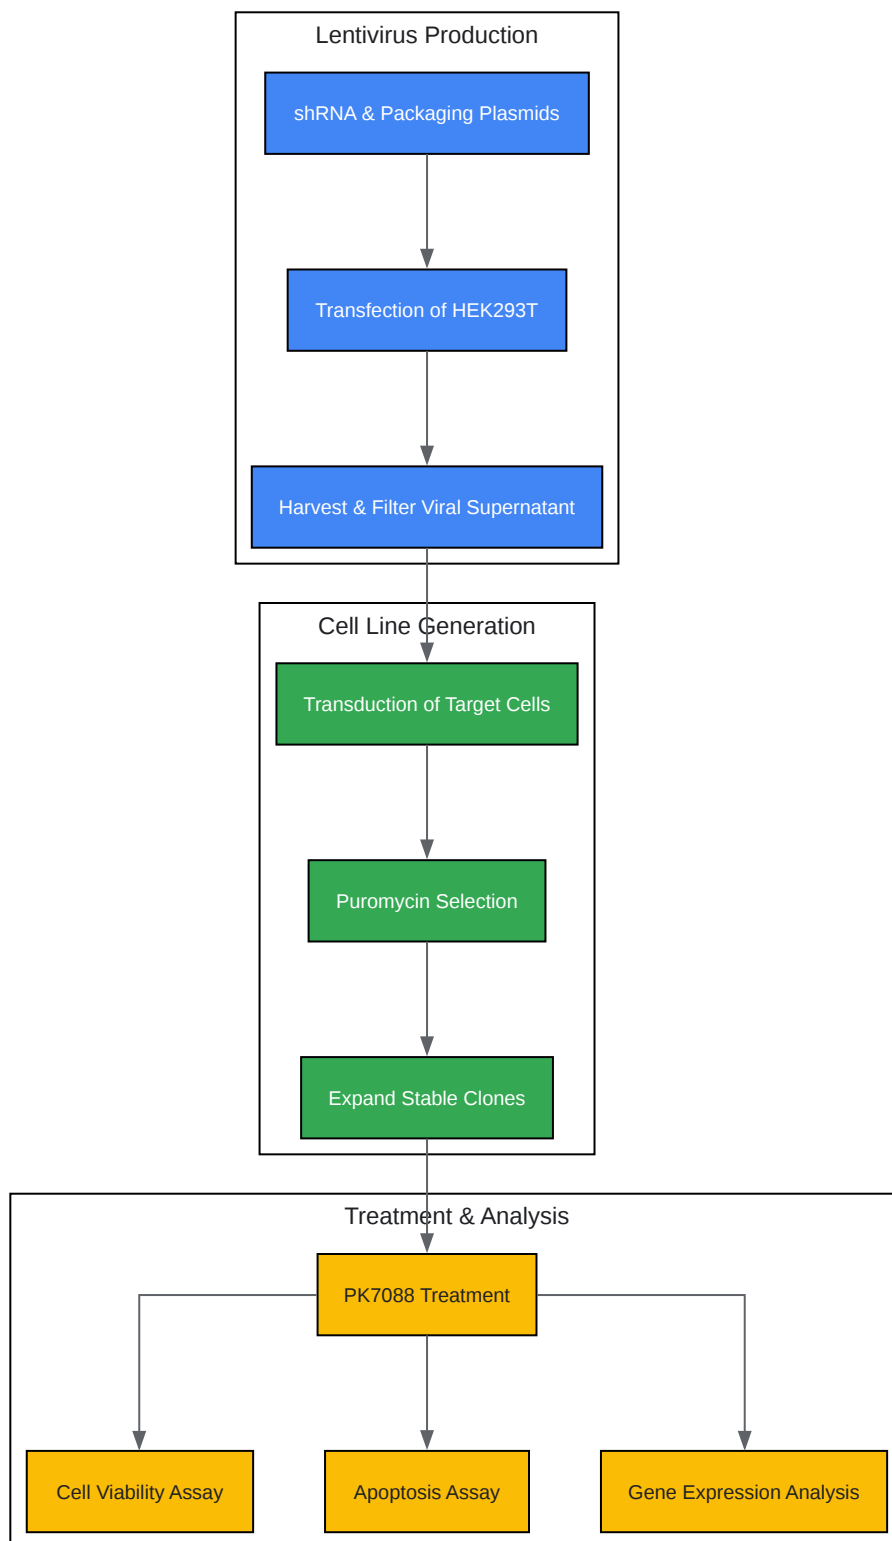 Lentivirus Production
shRNA & Packaging Plasmids
Transfection of HEK293T
Harvest & Filter Viral Supernatant
Cell Line Generation
Transduction of Target Cells
Puromycin Selection
Expand Stable Clones
Treatment & Analysis
PK7088 Treatment
Cell Viability Assay
Apoptosis Assay
Gene Expression Analysis